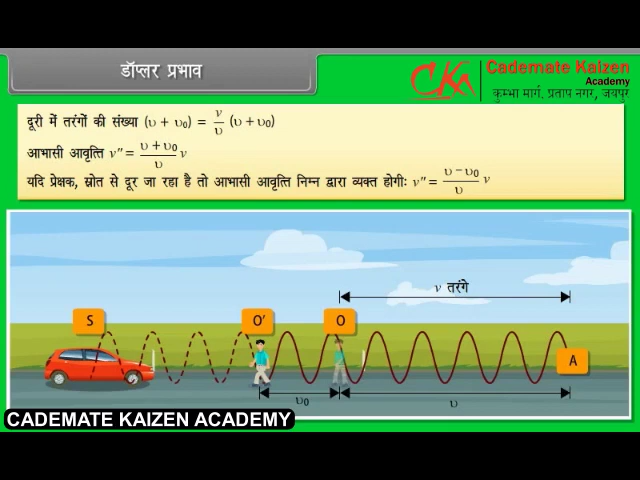 डॉप्लर प्रभाव
CKA
Cademate Kaizen
Academy
कुम्भा मार्ग. प्रताप नगर, जयपुर
दूरी में तरंगों की संख्या (υ + υ₀) = ν/υ (υ + υ₀)
आभासी आवृत्ति ν″ = (υ + υ₀)/υ ν
यदि प्रेक्षक, स्रोत से दूर जा रहा है तो आभासी आवृत्ति निम्न द्वारा व्यक्त होगीः ν″ = (υ − υ₀)/υ ν
ν तरंगे
S O′ O
A
υ₀ υ
CADEMATE KAIZEN ACADEMY